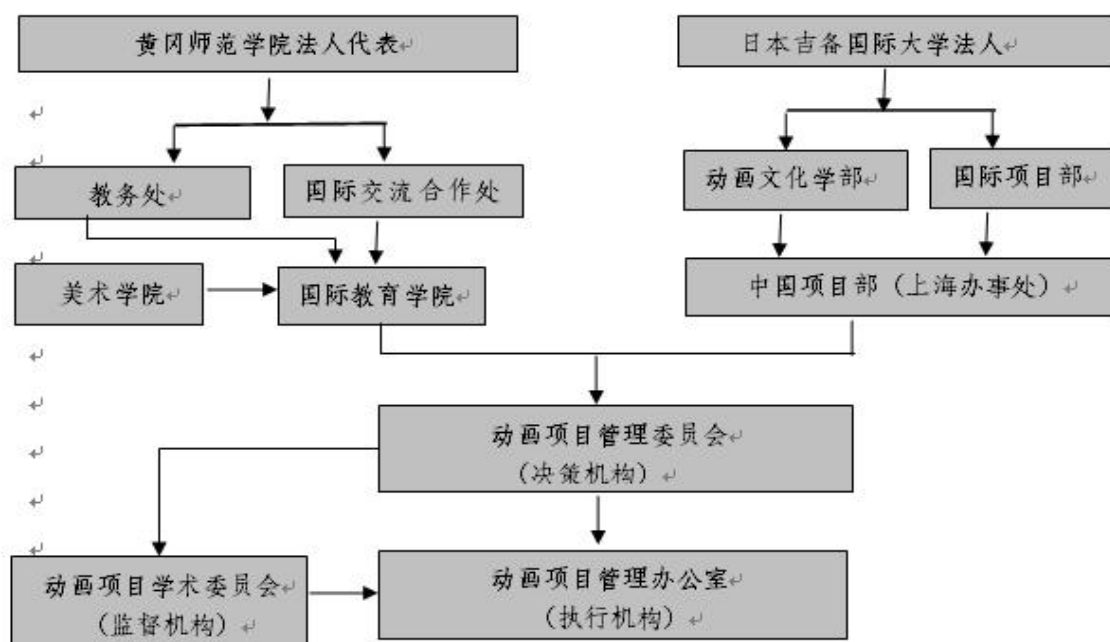 黄冈师范学院法人代表
日本吉备国际大学法人
教务处
国际交流合作处
动画文化学部
国际项目部
美术学院
国际教育学院
中国项目部（上海办事处）
动画项目管理委员会
（决策机构）
动画项目学术委员会
（监督机构）
动画项目管理办公室
（执行机构）